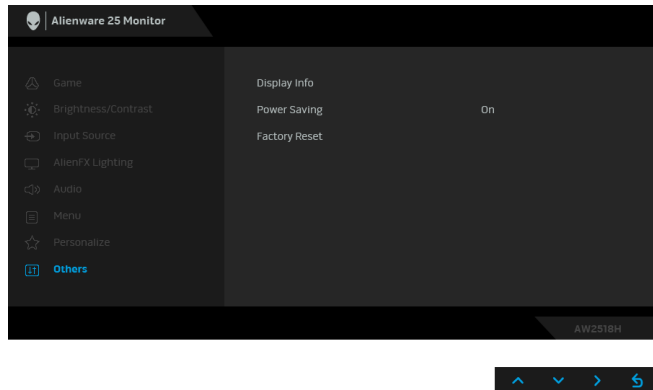 Alienware 25 Monitor
Game
Display Info
Brightness/Contrast
Power Saving On
Input Source
Factory Reset
AlienFX Lighting
Audio
Menu
Personalize
Others
AW2518H